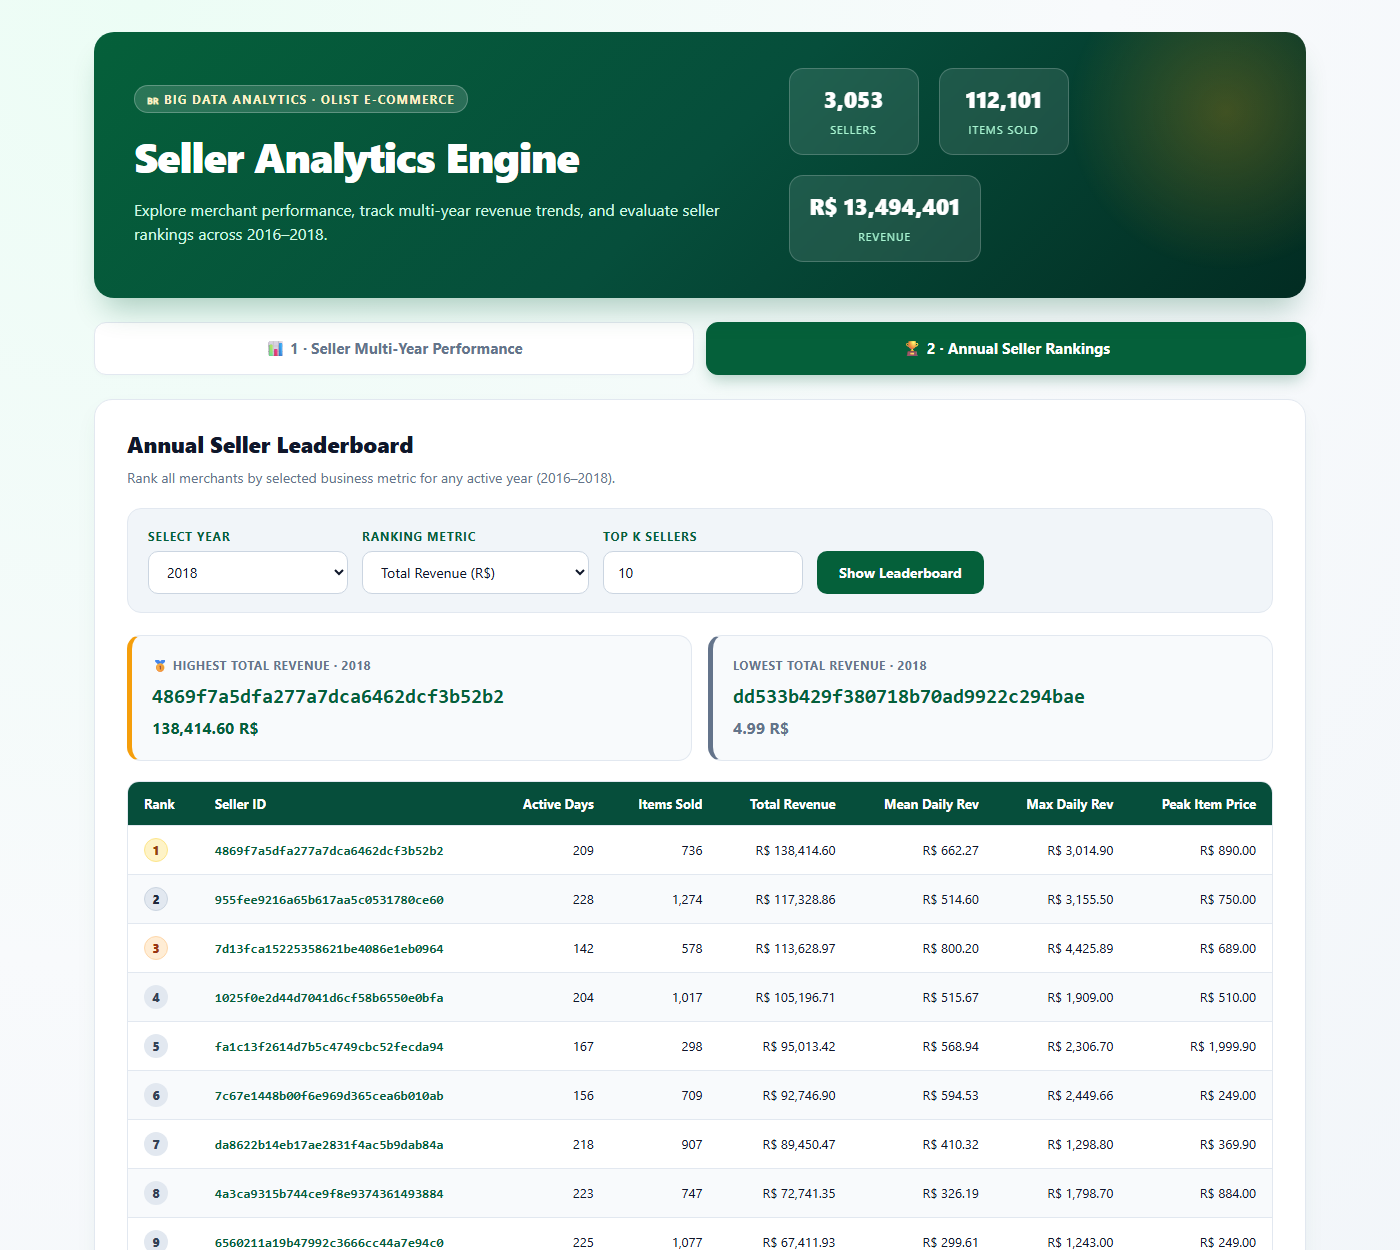 BR BIG DATA ANALYTICS · OLIST E-COMMERCE
Seller Analytics Engine
Explore merchant performance, track multi-year revenue trends, and evaluate seller
rankings across 2016–2018.
3,053
SELLERS
112,101
ITEMS SOLD
R$ 13,494,401
REVENUE
1 · Seller Multi-Year Performance
2 · Annual Seller Rankings
Annual Seller Leaderboard
Rank all merchants by selected business metric for any active year (2016–2018).
SELECT YEAR
2018
RANKING METRIC
Total Revenue (R$)
TOP K SELLERS
10
Show Leaderboard
HIGHEST TOTAL REVENUE · 2018
4869f7a5dfa277a7dca6462dcf3b52b2
138,414.60 R$
LOWEST TOTAL REVENUE · 2018
dd533b429f380718b70ad9922c294bae
4.99 R$
Rank Seller ID Active Days Items Sold Total Revenue Mean Daily Rev Max Daily Rev Peak Item Price
1 4869f7a5dfa277a7dca6462dcf3b52b2 209 736 R$ 138,414.60 R$ 662.27 R$ 3,014.90 R$ 890.00
2 955fee9216a65b617aa5c0531780ce60 228 1,274 R$ 117,328.86 R$ 514.60 R$ 3,155.50 R$ 750.00
3 7d13fca15225358621be4086e1eb0964 142 578 R$ 113,628.97 R$ 800.20 R$ 4,425.89 R$ 689.00
4 1025f0e2d44d7041d6cf58b6550e0bfa 204 1,017 R$ 105,196.71 R$ 515.67 R$ 1,909.00 R$ 510.00
5 fa1c13f2614d7b5c4749cbc52fecda94 167 298 R$ 95,013.42 R$ 568.94 R$ 2,306.70 R$ 1,999.90
6 7c67e1448b00f6e969d365cea6b010ab 156 709 R$ 92,746.90 R$ 594.53 R$ 2,449.66 R$ 249.00
7 da8622b14eb17ae2831f4ac5b9dab84a 218 907 R$ 89,450.47 R$ 410.32 R$ 1,298.80 R$ 369.90
8 4a3ca9315b744ce9f8e9374361493884 223 747 R$ 72,741.35 R$ 326.19 R$ 1,798.70 R$ 884.00
9 6560211a19b47992c3666cc44a7e94c0 225 1,077 R$ 67,411.93 R$ 299.61 R$ 1,243.00 R$ 249.00